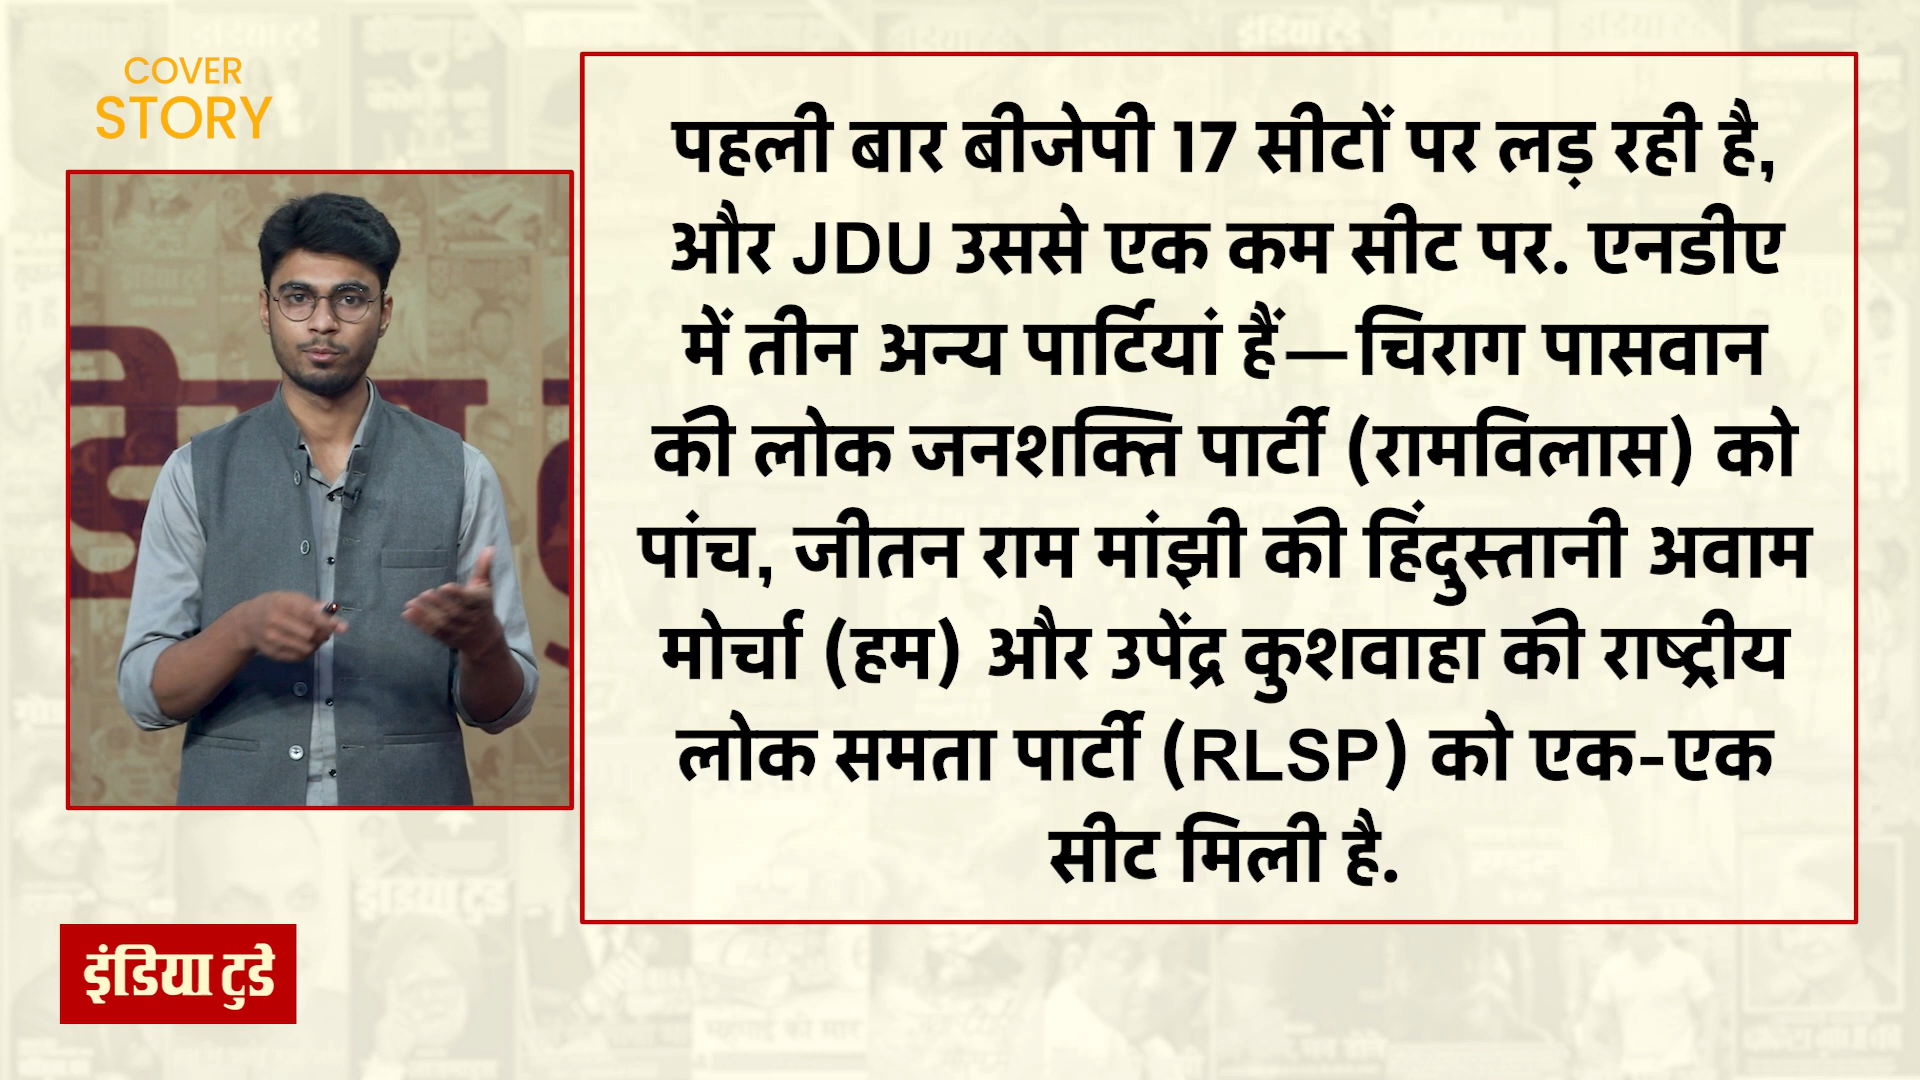 COVER
STORY
पहली बार बीजेपी 17 सीटों पर लड़ रही है,
और JDU उससे एक कम सीट पर. एनडीए
में तीन अन्य पार्टियां हैं—चिराग पासवान
की लोक जनशक्ति पार्टी (रामविलास) को
पांच, जीतन राम मांझी की हिंदुस्तानी अवाम
मोर्चा (हम) और उपेंद्र कुशवाहा की राष्ट्रीय
लोक समता पार्टी (RLSP) को एक-एक
सीट मिली है.
इंडिया टुडे